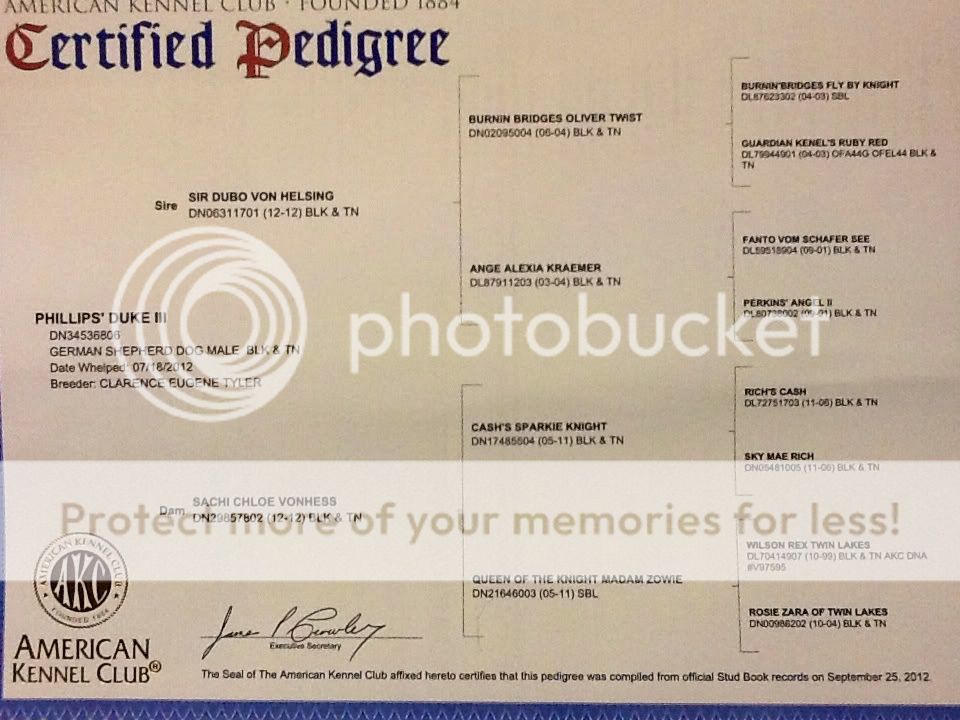 AMERICAN KENNEL CLUB · FOUNDED 1884
Certified Pedigree
BURNIN'BRIDGES FLY BY KNIGHT
DL87623302 (04-03) SBL
BURNIN BRIDGES OLIVER TWIST
DN02095004 (06-04) BLK & TN
GUARDIAN KENEL'S RUBY RED
DL79944901 (04-03) OFA44G OFEL44 BLK &
TN
Sire SIR DUBO VON HELSING
DN06311701 (12-12) BLK & TN
FANTO VOM SCHAFER SEE
DL59518904 (09-01) BLK & TN
ANGE ALEXIA KRAEMER
DL87911203 (03-04) BLK & TN
PERKINS' ANGEL II
DL80738002 (09-01) BLK & TN
PHILLIPS' DUKE III
DN34536806
GERMAN SHEPHERD DOG MALE BLK & TN
Date Whelped: 07/18/2012
Breeder: CLARENCE EUGENE TYLER
photobucket
RICH'S CASH
DL72751703 (11-06) BLK & TN
CASH'S SPARKIE KNIGHT
DN17485504 (05-11) BLK & TN
SKY MAE RICH
DN05481005 (11-06) BLK & TN
Dam SACHI CHLOE VONHESS
DN29857802 (12-12) BLK & TN
Protect more of your memories for less!
WILSON REX TWIN LAKES
DL70414907 (10-99) BLK & TN AKC DNA
#V97595
QUEEN OF THE KNIGHT MADAM ZOWIE
DN21646003 (05-11) SBL
ROSIE ZARA OF TWIN LAKES
DN00986202 (10-04) BLK & TN
AMERICAN KENNEL CLUB
AKC
FOUNDED 1884
Executive Secretary
AMERICAN
KENNEL CLUB®
The Seal of The American Kennel Club affixed hereto certifies that this pedigree was compiled from official Stud Book records on September 25, 2012.